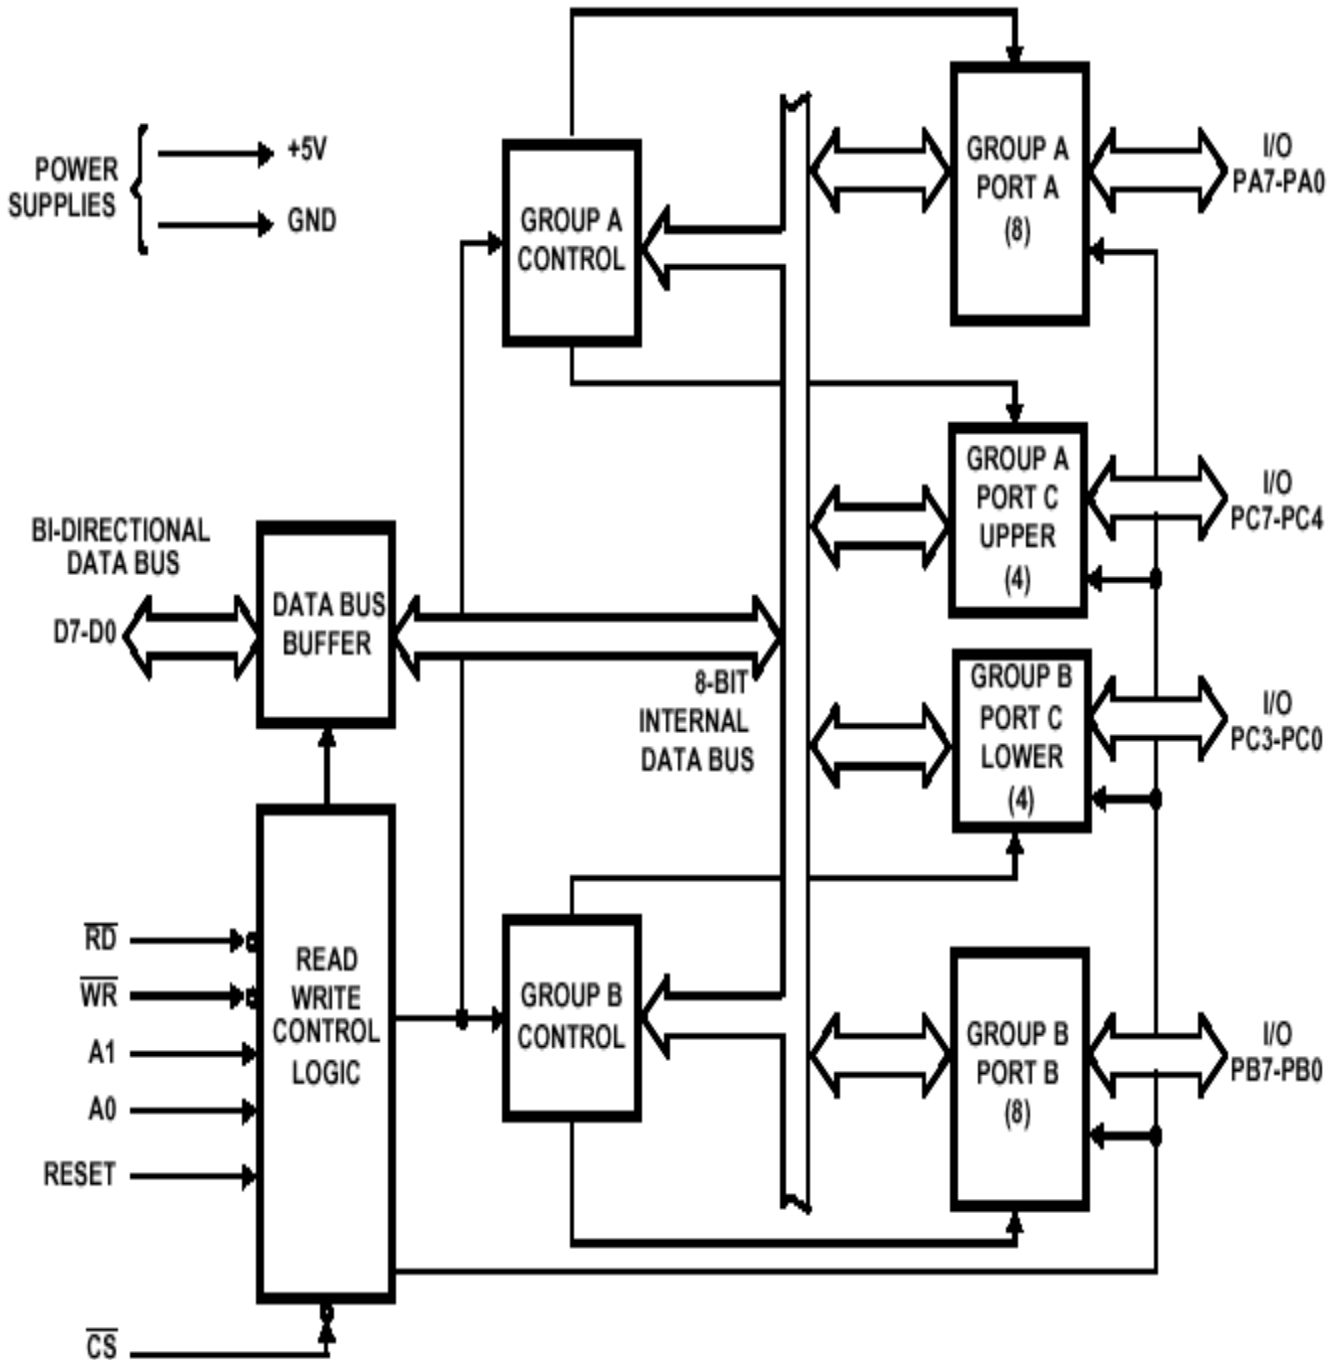 POWER
SUPPLIES
+5V
GND
GROUP A
CONTROL
GROUP A
PORT A
(8)
I/O
PA7-PA0
GROUP A
PORT C
UPPER
(4)
I/O
PC7-PC4
BI-DIRECTIONAL
DATA BUS
D7-D0
DATA BUS
BUFFER
8-BIT
INTERNAL
DATA BUS
GROUP B
PORT C
LOWER
(4)
I/O
PC3-PC0
RD
WR
A1
A0
RESET
CS
READ
WRITE
CONTROL
LOGIC
GROUP B
CONTROL
GROUP B
PORT B
(8)
I/O
PB7-PB0